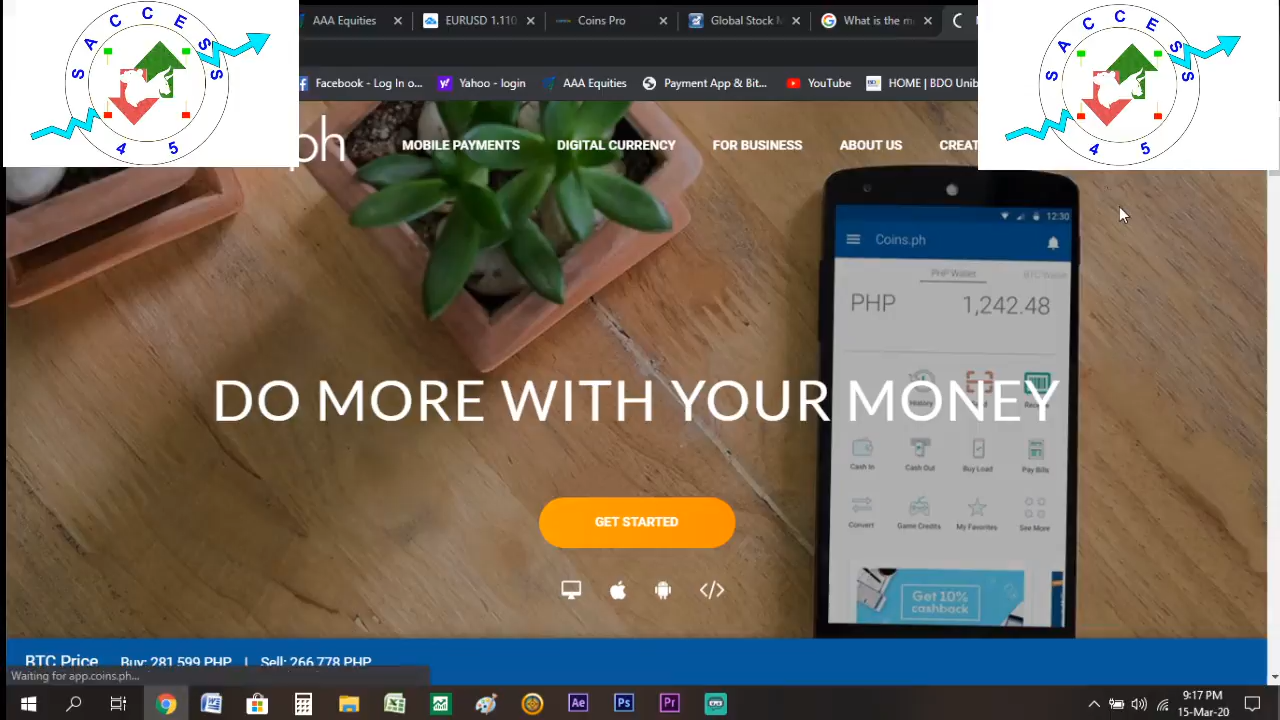 S A C C E S S
4 5
AAA Equities
EURUSD 1.110
Coins Pro
Global Stock M
What is the m
S A C C E S S
4 5
Facebook - Log In o...
Yahoo - login
AAA Equities
Payment App & Bit...
YouTube
HOME | BDO Unib
ph
MOBILE PAYMENTS
DIGITAL CURRENCY
FOR BUSINESS
ABOUT US
CREAT
12:30
Coins.ph
PHP Wallet
BTC Wallet
PHP 1,242.48
DO MORE WITH YOUR MONEY
History
Cash In
Cash Out
Buy Load
Pay Bills
Convert
Game Credits
My Favorites
See More
GET STARTED
Get 10%
cashback
BTC Price Buy: 281,599 PHP | Sell: 266,778 PHP
Waiting for app.coins.ph...
9:17 PM
15-Mar-20